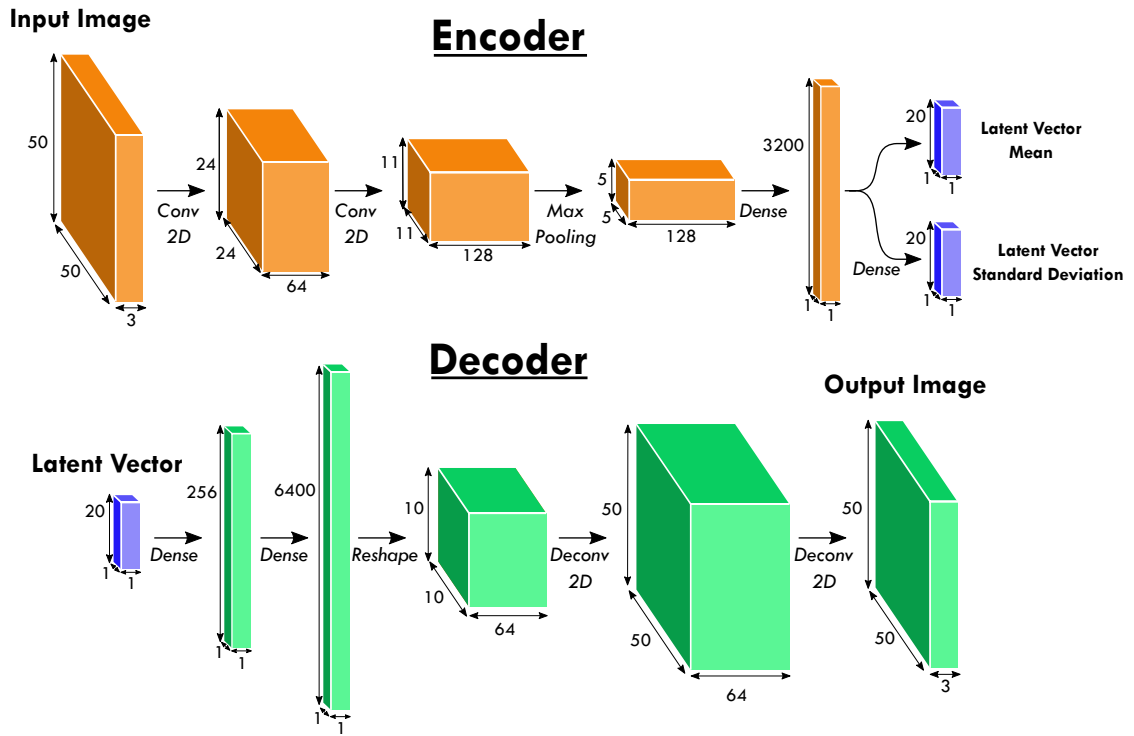 Input Image
Encoder
50
50
3
Conv
2D
24
24
64
Conv
2D
11
11
128
Max
Pooling
5
5
128
Dense
3200
1
1
Dense
20
1
1
Latent Vector
Mean
20
1
1
Latent Vector
Standard Deviation
Decoder
Output Image
Latent Vector
20
1
1
Dense
256
1
1
Dense
6400
1
1
Reshape
10
10
64
Deconv
2D
50
50
64
Deconv
2D
50
50
3